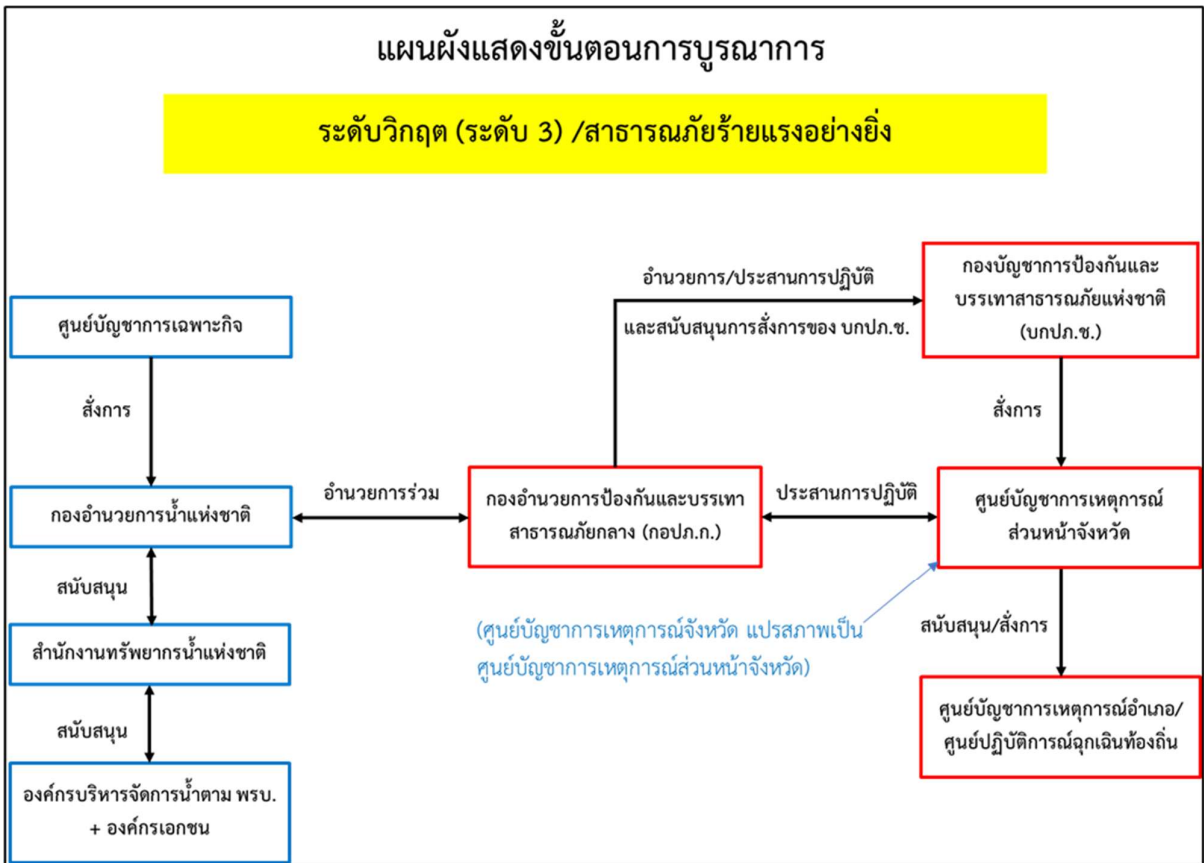 แผนผังแสดงขั้นตอนการบูรณาการ
ระดับวิกฤต (ระดับ 3) /สาธารณภัยร้ายแรงอย่างยิ่ง
ศูนย์บัญชาการเฉพาะกิจ
สั่งการ
กองอำนวยการน้ำแห่งชาติ
สนับสนุน
สำนักงานทรัพยากรน้ำแห่งชาติ
สนับสนุน
องค์กรบริหารจัดการน้ำตาม พรบ.
+ องค์กรเอกชน
อำนวยการร่วม
กองอำนวยการป้องกันและบรรเทา
สาธารณภัยกลาง (กอปภ.ก.)
อำนวยการ/ประสานการปฏิบัติ
และสนับสนุนการสั่งการของ บกปภ.ช.
ประสานการปฏิบัติ
กองบัญชาการป้องกันและ
บรรเทาสาธารณภัยแห่งชาติ
(บกปภ.ช.)
สั่งการ
ศูนย์บัญชาการเหตุการณ์
ส่วนหน้าจังหวัด
(ศูนย์บัญชาการเหตุการณ์จังหวัด แปรสภาพเป็น
ศูนย์บัญชาการเหตุการณ์ส่วนหน้าจังหวัด)
สนับสนุน/สั่งการ
ศูนย์บัญชาการเหตุการณ์อำเภอ/
ศูนย์ปฏิบัติการณ์ฉุกเฉินท้องถิ่น